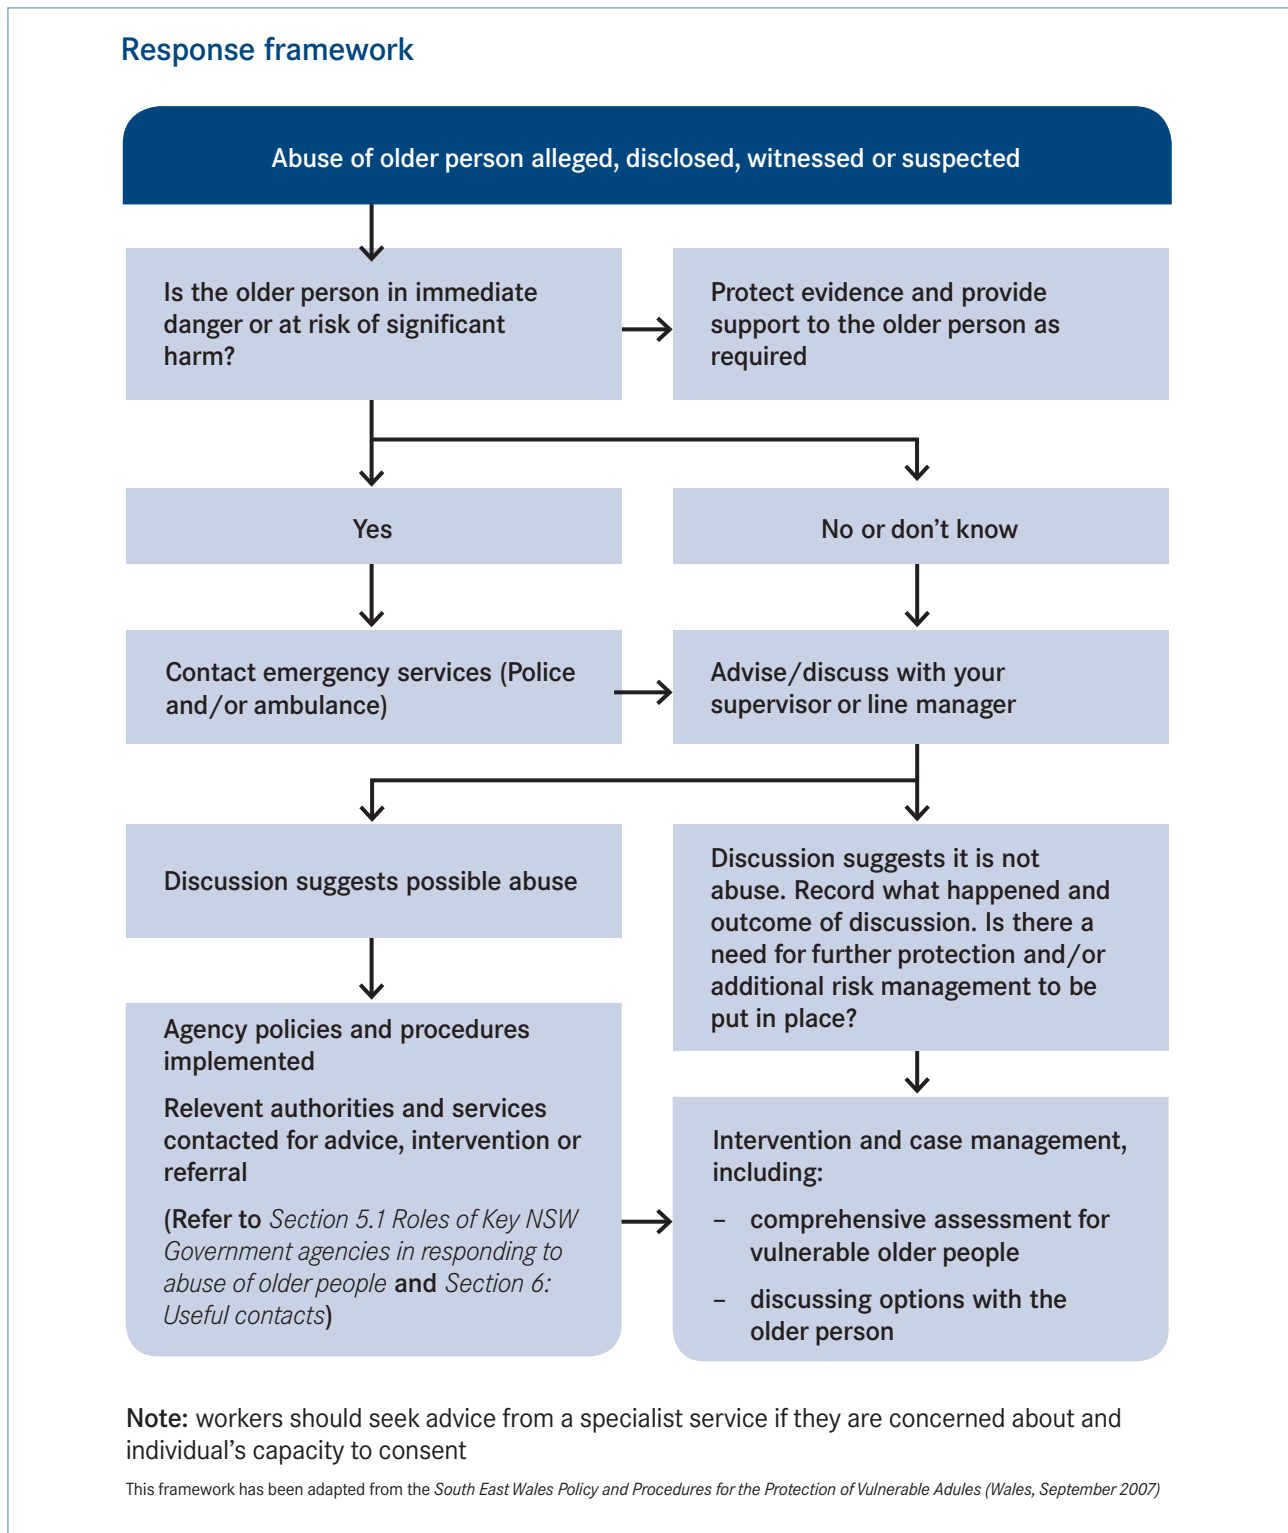 Response framework
Abuse of older person alleged, disclosed, witnessed or suspected
Is the older person in immediate
danger or at risk of significant
harm?
Protect evidence and provide
support to the older person as
required
Yes
No or don't know
Contact emergency services (Police
and/or ambulance)
Advise/discuss with your
supervisor or line manager
Discussion suggests possible abuse
Discussion suggests it is not
abuse. Record what happened and
outcome of discussion. Is there a
need for further protection and/or
additional risk management to be
put in place?
Agency policies and procedures
implemented
Relevent authorities and services
contacted for advice, intervention or
referral
(Refer to Section 5.1 Roles of Key NSW
Government agencies in responding to
abuse of older people and Section 6:
Useful contacts)
Intervention and case management,
including:
– comprehensive assessment for
vulnerable older people
– discussing options with the
older person
Note: workers should seek advice from a specialist service if they are concerned about and
individual's capacity to consent
This framework has been adapted from the South East Wales Policy and Procedures for the Protection of Vulnerable Adules (Wales, September 2007)